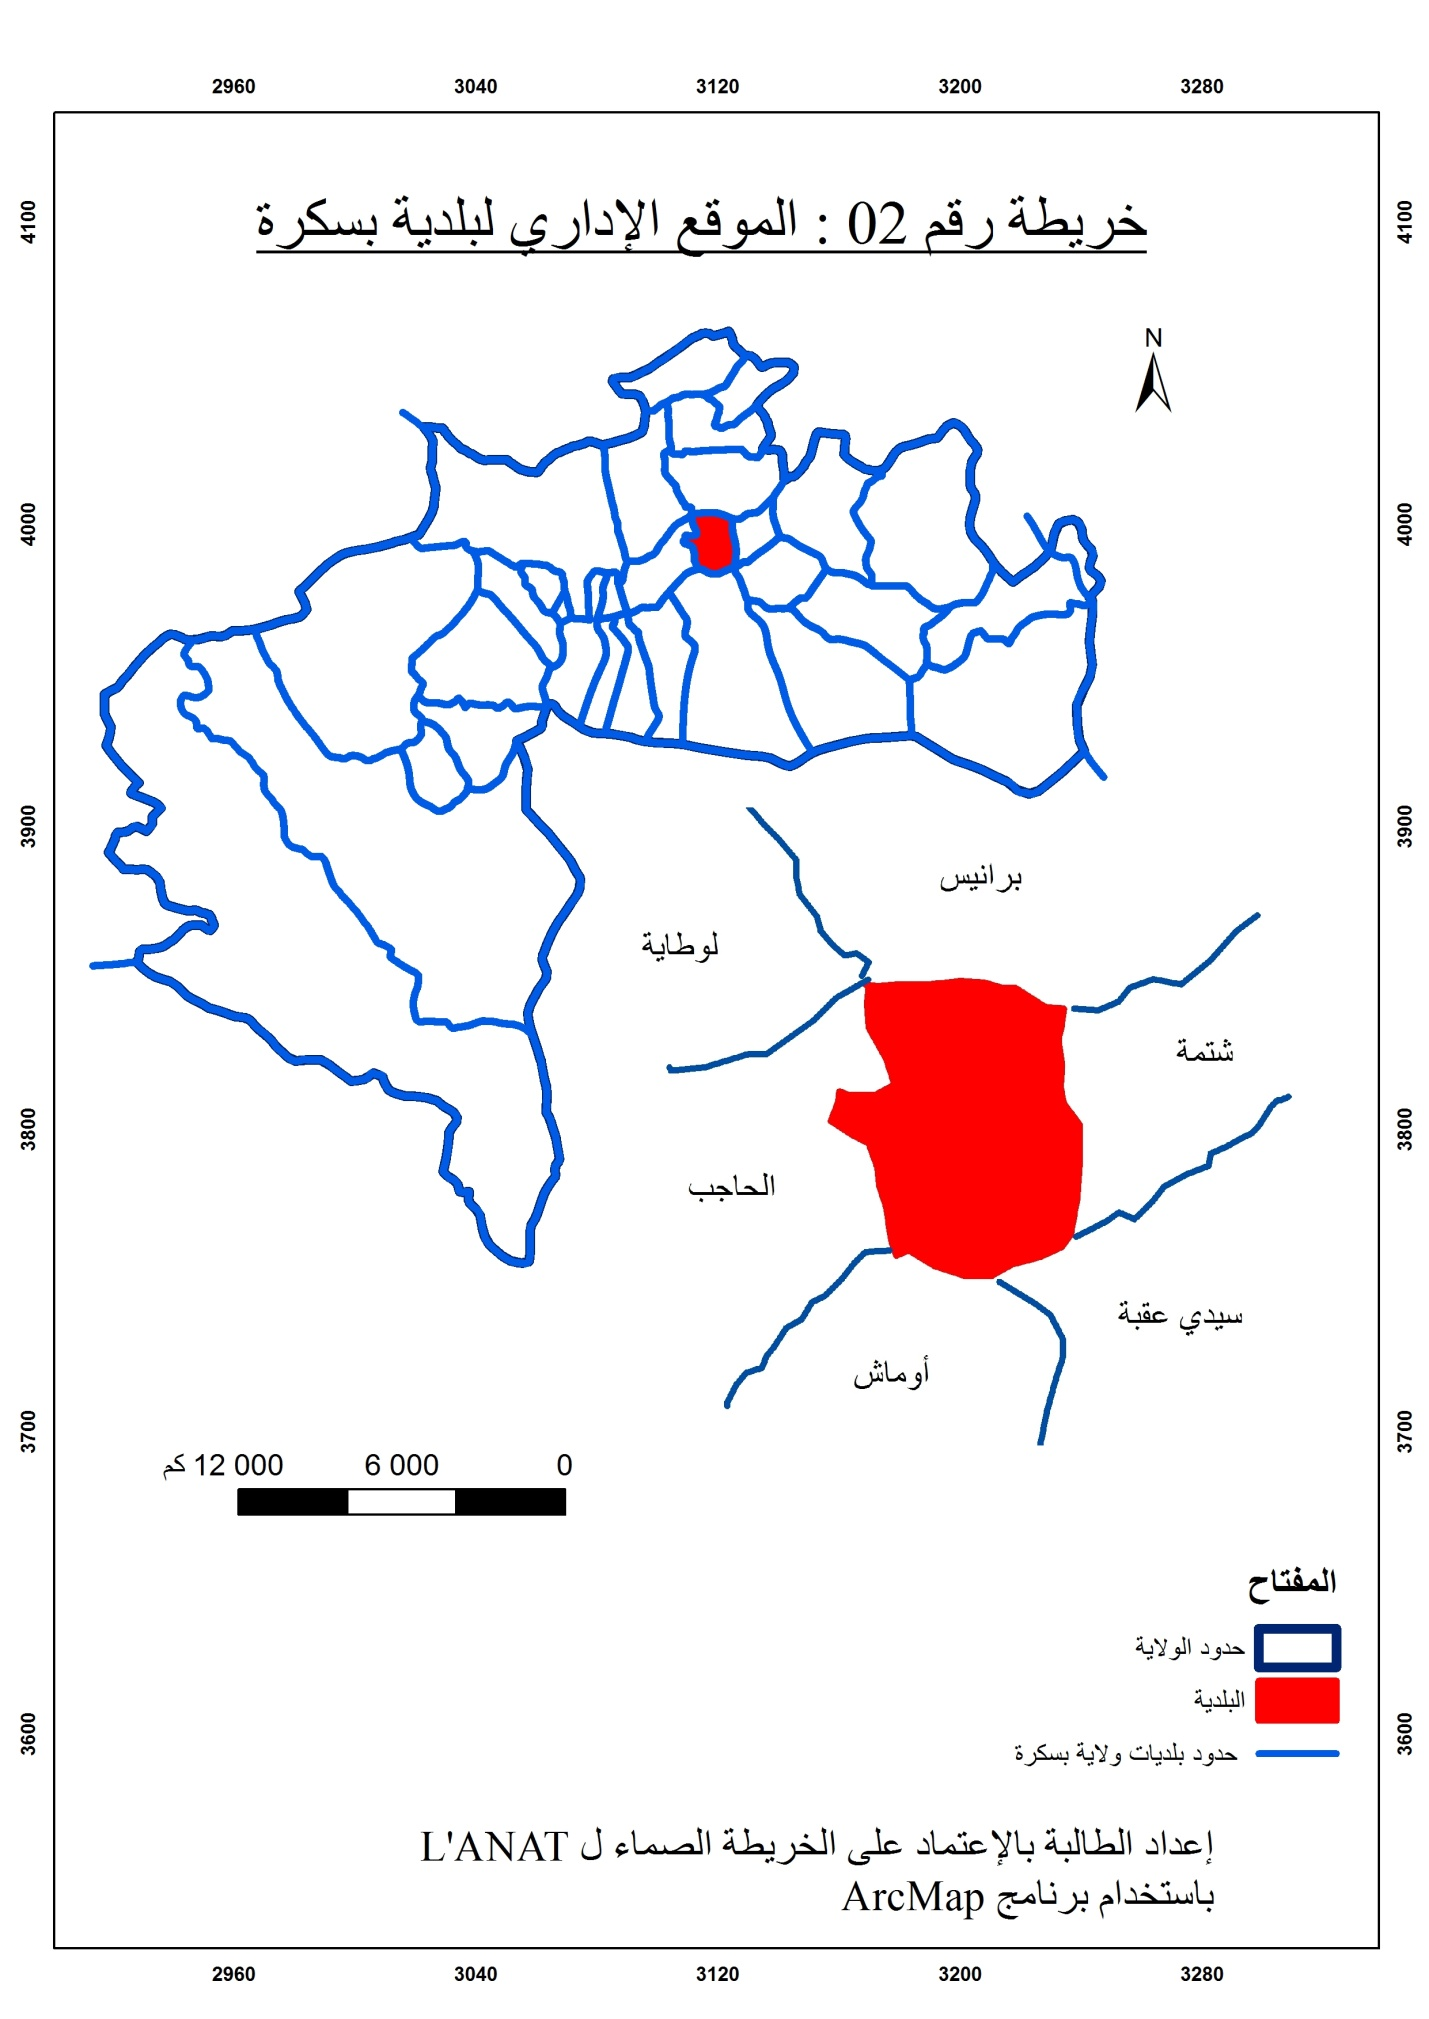 2960 3040 3120 3200 3280
4100 4100
خريطة رقم 02 : الموقع الإداري لبلدية بسكرة
N
4000 4000
3900 3900
برانيس
لوطاية
شتمة
3800 3800
الحاجب
سيدي عقبة
أوماش
3700 3700
0 6 000 12 000 كم
المفتاح
حدود الولاية
البلدية
3600 3600
حدود بلديات ولاية بسكرة
إعداد الطالبة بالإعتماد على الخريطة الصماء ل L'ANAT
باستخدام برنامج ArcMap
2960 3040 3120 3200 3280